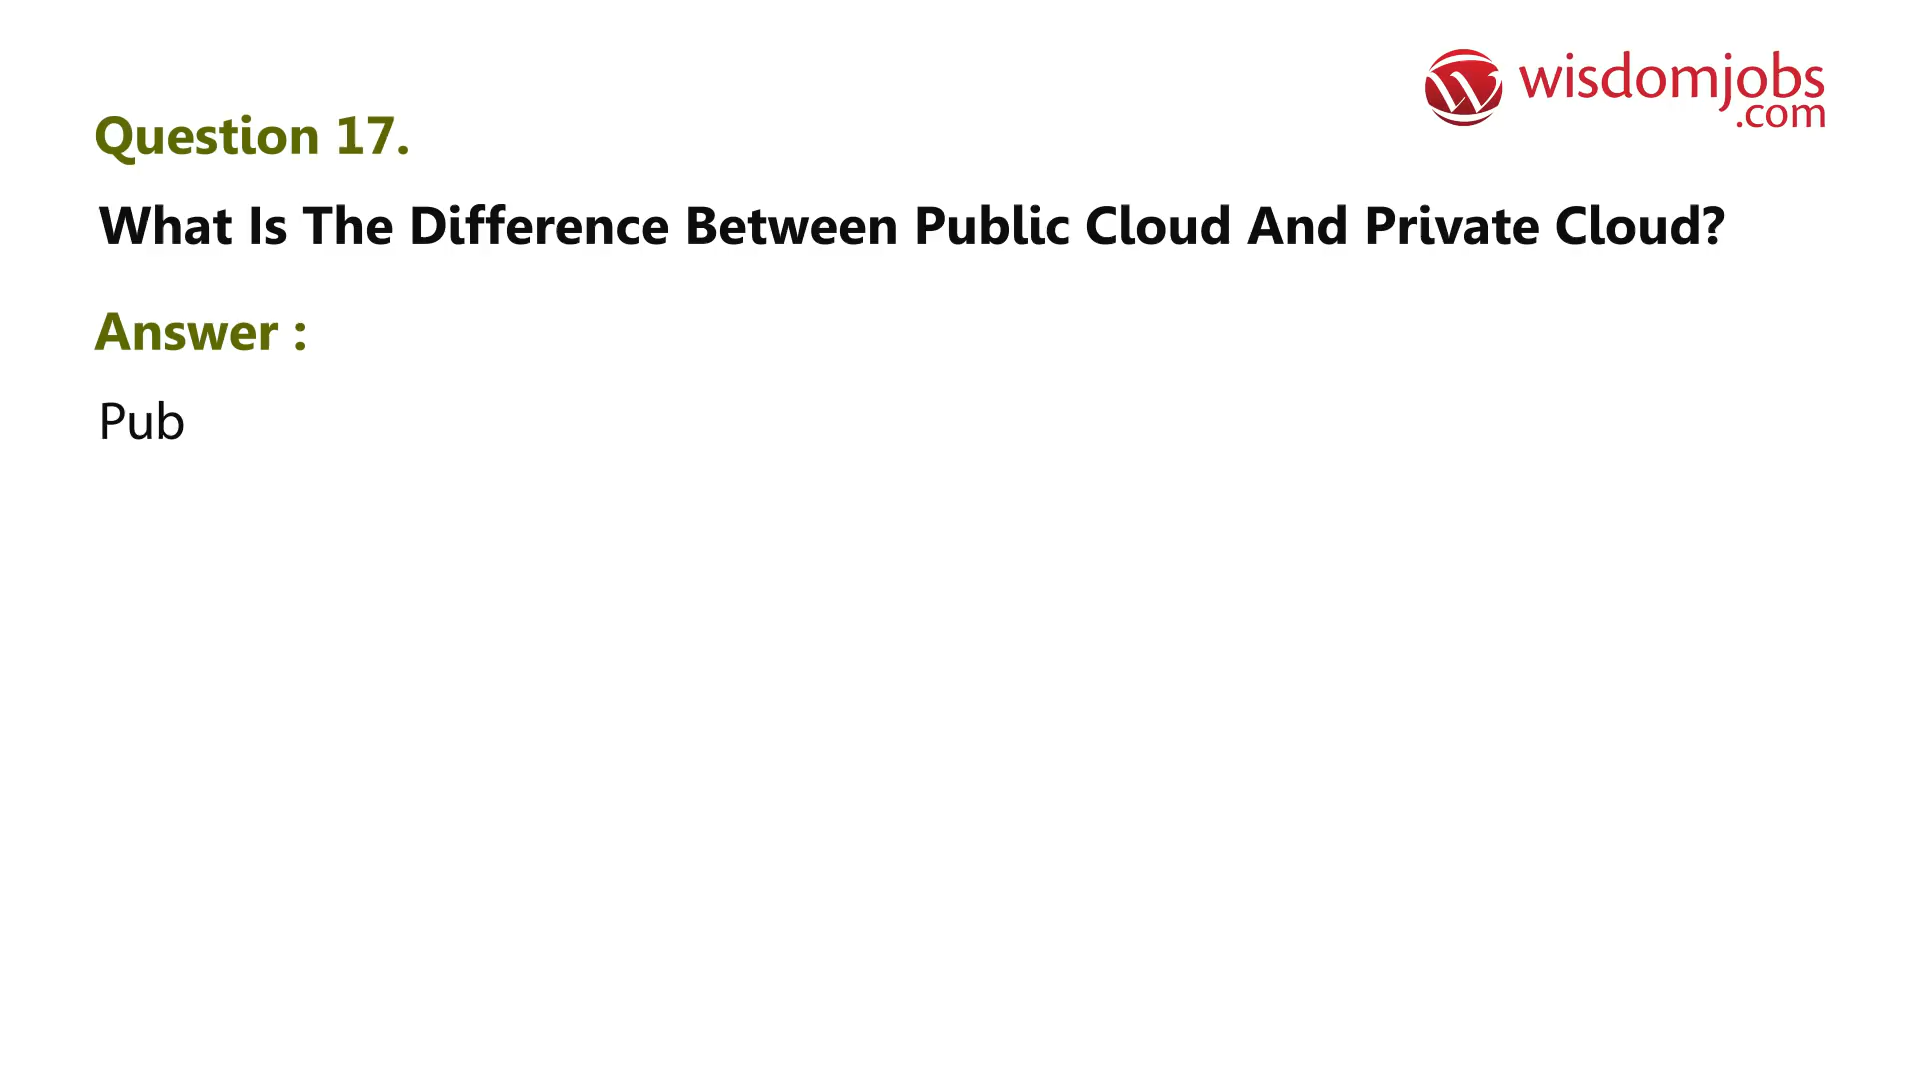 wisdomjobs
.com
Question 17.
What Is The Difference Between Public Cloud And Private Cloud?
Answer :
Pub